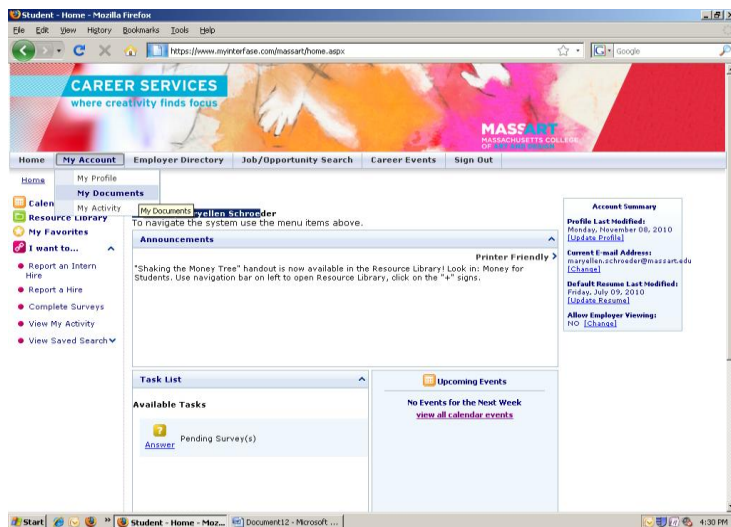 Student - Home - Mozilla Firefox
File Edit View History Bookmarks Tools Help
https://www.myinterfase.com/massart/home.aspx
Google
CAREER SERVICES
where creativity finds focus
MASSART
MASSACHUSETTS COLLEGE
OF ART AND DESIGN
Home My Account Employer Directory Job/Opportunity Search Career Events Sign Out
Home
My Profile
My Documents
My Activity
My Documents
Calen
Resource Library
My Favorites
I want to...
Report an Intern
Hire
Report a Hire
Complete Surveys
View My Activity
View Saved Search
ryellen Schroeder
To navigate the system use the menu items above.
Announcements
Printer Friendly
"Shaking the Money Tree" handout is now available in the Resource Library! Look in: Money for
Students. Use navigation bar on left to open Resource Library, click on the "+" signs.
Task List
Available Tasks
Answer Pending Survey(s)
Upcoming Events
No Events for the Next Week
view all calendar events
Account Summary
Profile Last Modified:
Monday, November 08, 2010
[Update Profile]
Current E-mail Address:
maryellen.schroeder@massart.edu
[Change]
Default Resume Last Modified:
Friday, July 09, 2010
[Update Resume]
Allow Employer Viewing:
NO [Change]
Start Student - Home - Moz... Document12 - Microsoft ... 4:30 PM